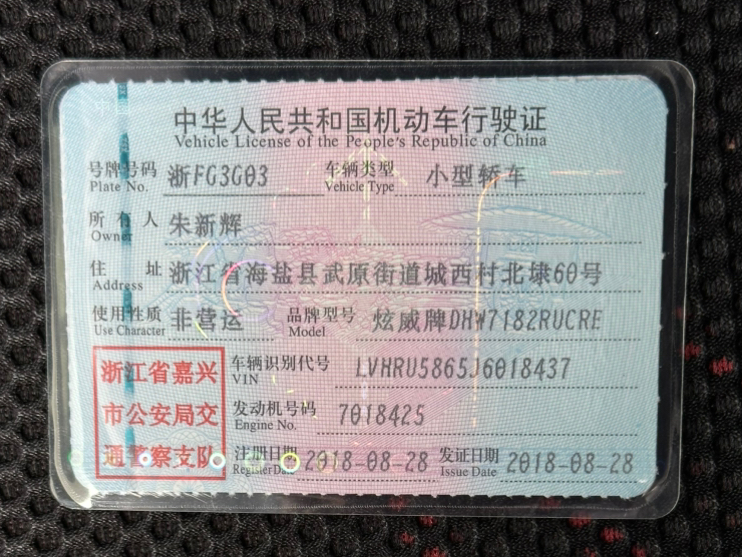 中华人民共和国机动车行驶证
Vehicle License of the People's Republic of China
号牌号码 浙FG3G03 车辆类型 小型轿车
Plate No. Vehicle Type
所有人 朱新辉
Owner
住址 浙江省海盐县武原街道城西村北埭60号
Address
使用性质 非营运 品牌型号 炫威牌DHW7182RUCRE
Use Character Model
浙江省嘉兴
市公安局交
通警察支队
车辆识别代号 LVHRU5865J6018437
VIN
发动机号码 7018425
Engine No.
注册日期 2018-08-28 发证日期 2018-08-28
Register Date Issue Date